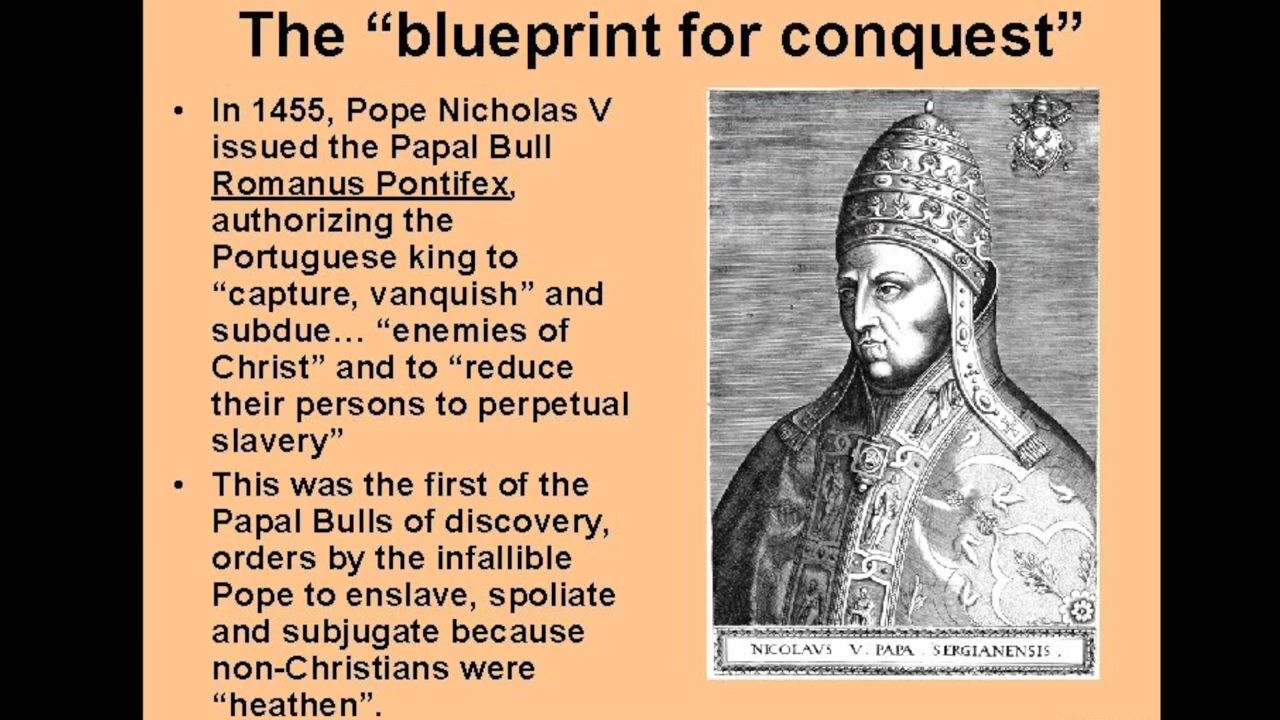 The “blueprint for conquest”
• In 1455, Pope Nicholas V
issued the Papal Bull
Romanus Pontifex,
authorizing the
Portuguese king to
“capture, vanquish” and
subdue… “enemies of
Christ” and to “reduce
their persons to perpetual
slavery”
• This was the first of the
Papal Bulls of discovery,
orders by the infallible
Pope to enslave, spoliate
and subjugate because
non-Christians were
“heathen”.
NICOLAVS V. PAPA . SERGIANENSIS .